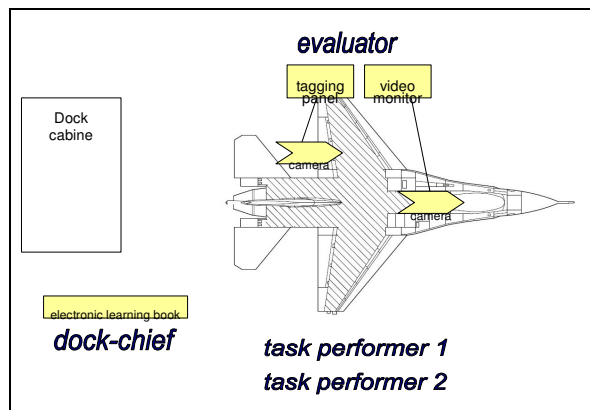 evaluator
tagging
panel
video
monitor
Dock
cabine
camera
camera
electronic learning book
dock-chief
task performer 1
task performer 2